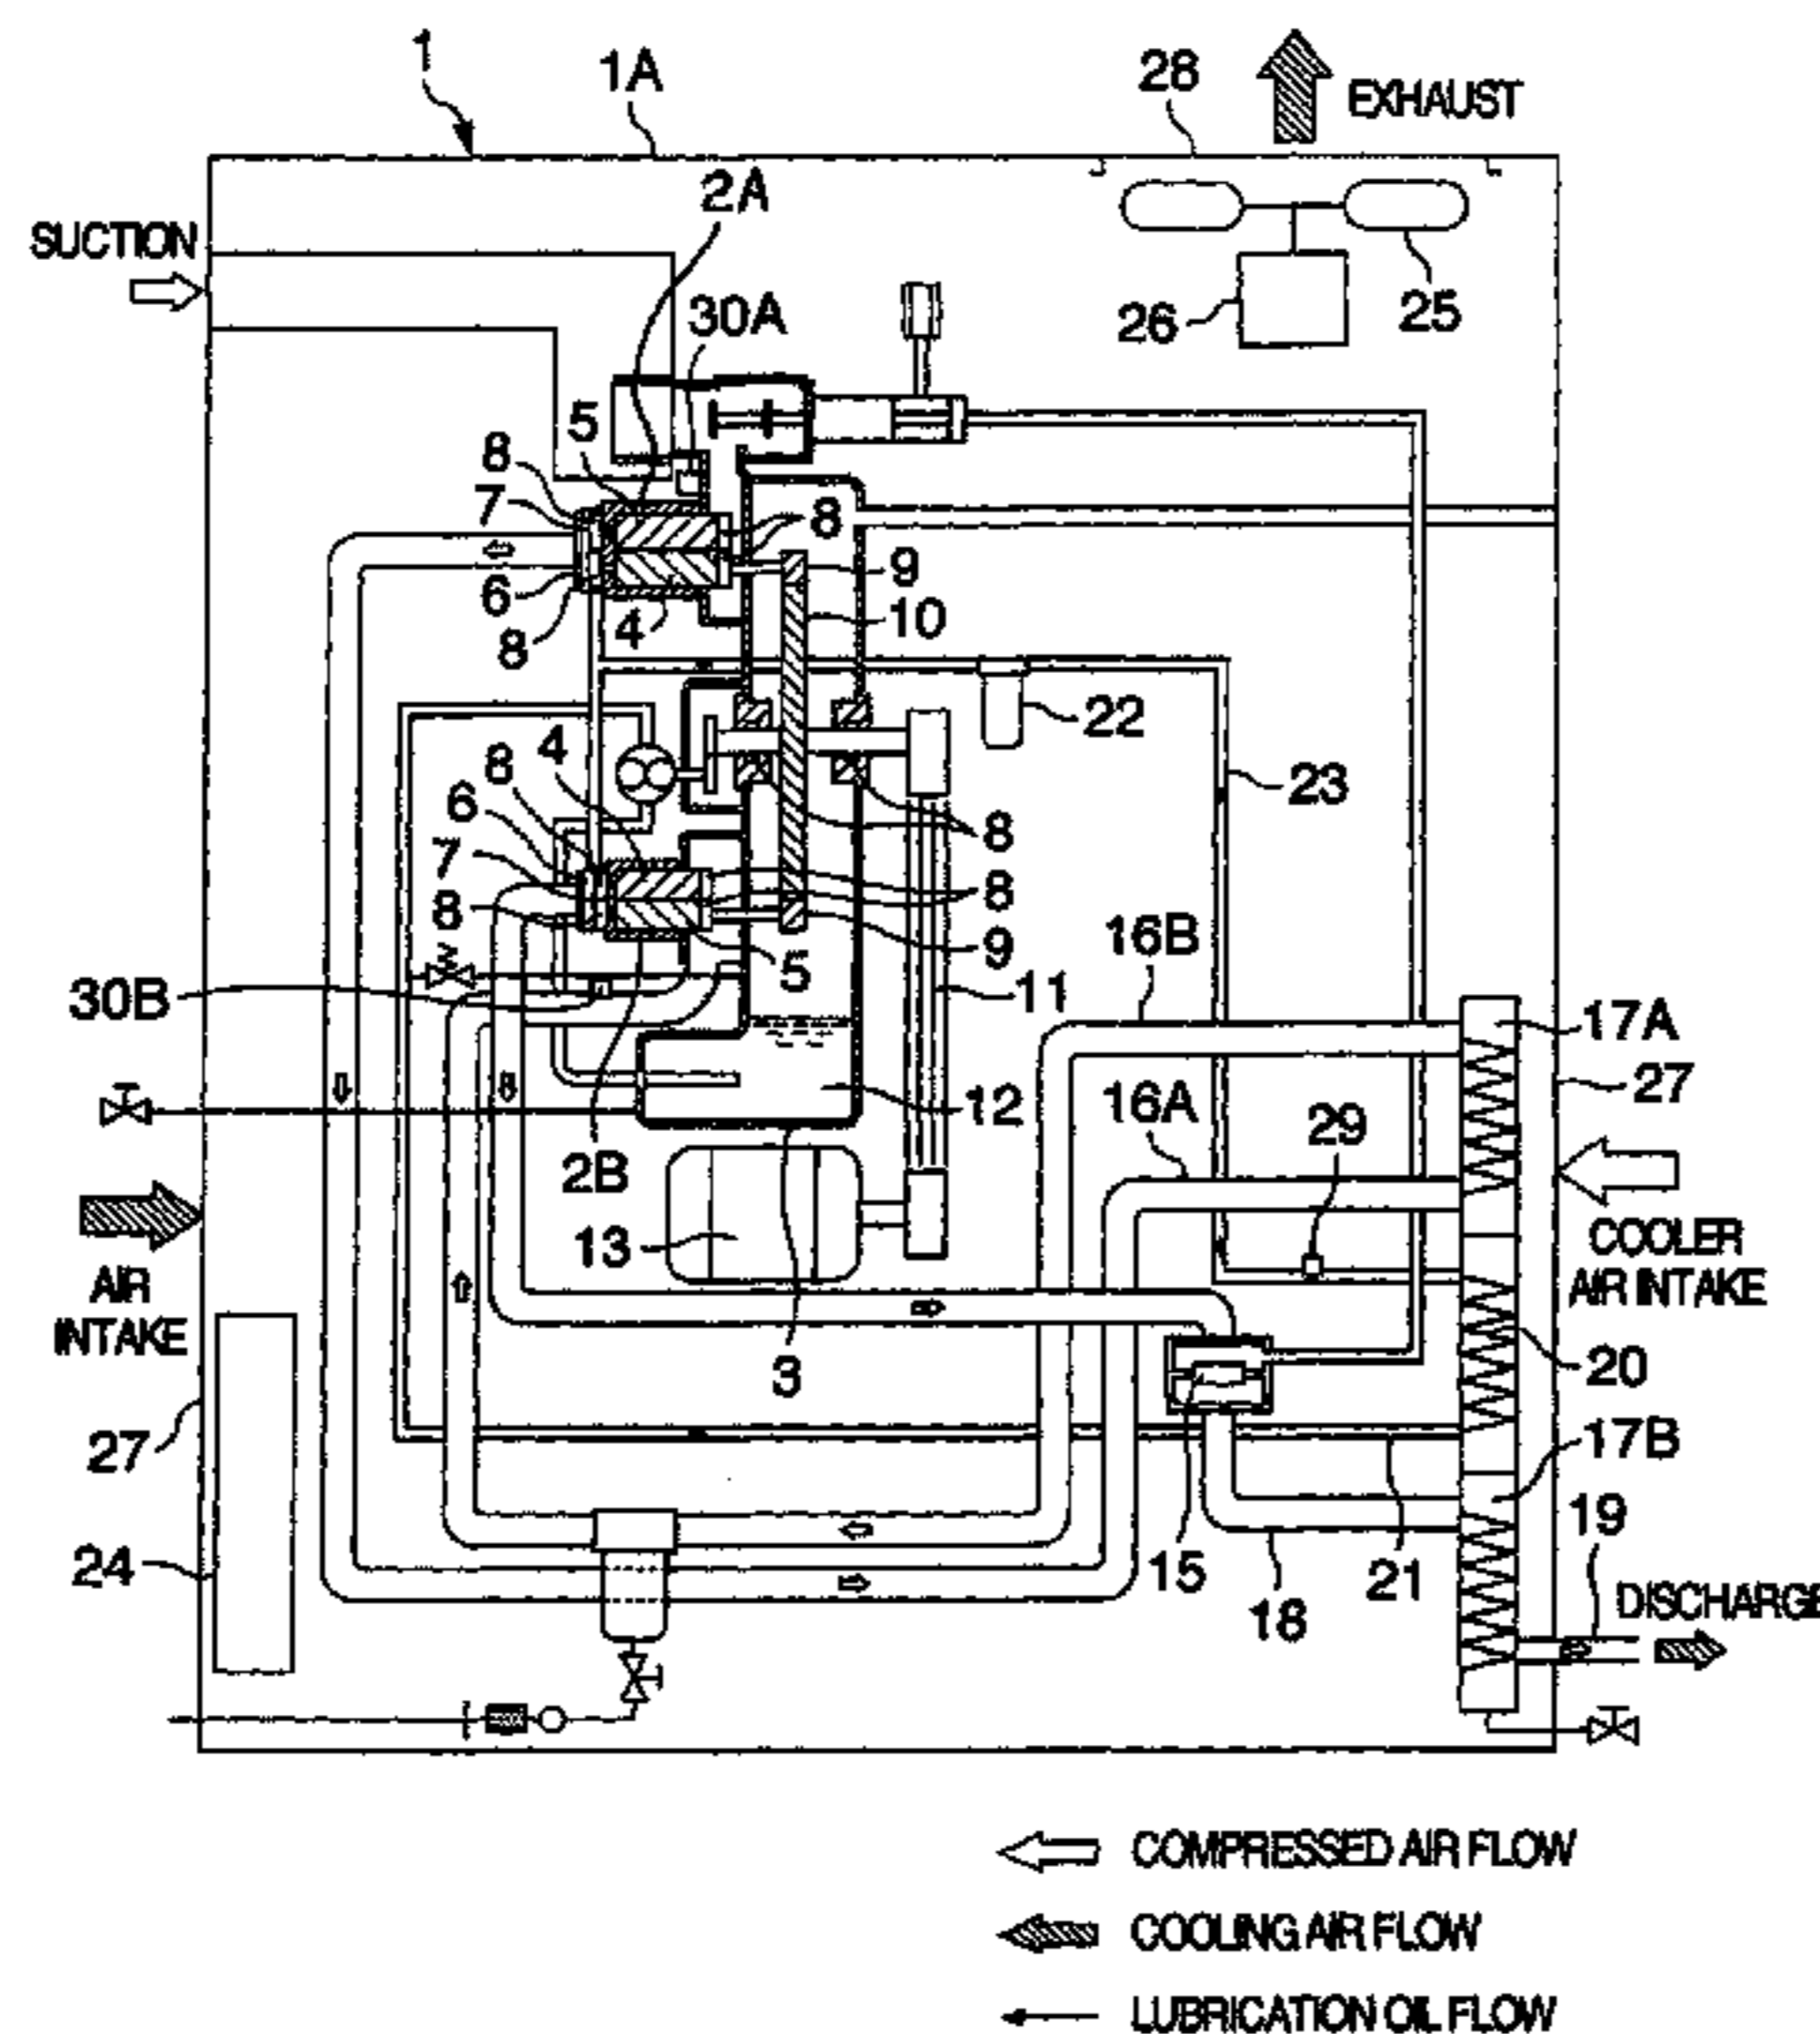 1
1A
28
EXHAUST
2A
SUCTION
30A
26
25
5
8
7
8
6
9
4
10
8
22
4
8
6
23
8
7
8
8
9
16B
5
30B
11
17A
27
12
16A
29
2B
13
COOLER
AIR INTAKE
AIR
INTAKE
3
20
27
17B
19
24
15
21
18
DISCHARGE
COMPRESSED AIR FLOW
COOLING AIR FLOW
LUBRICATION OIL FLOW